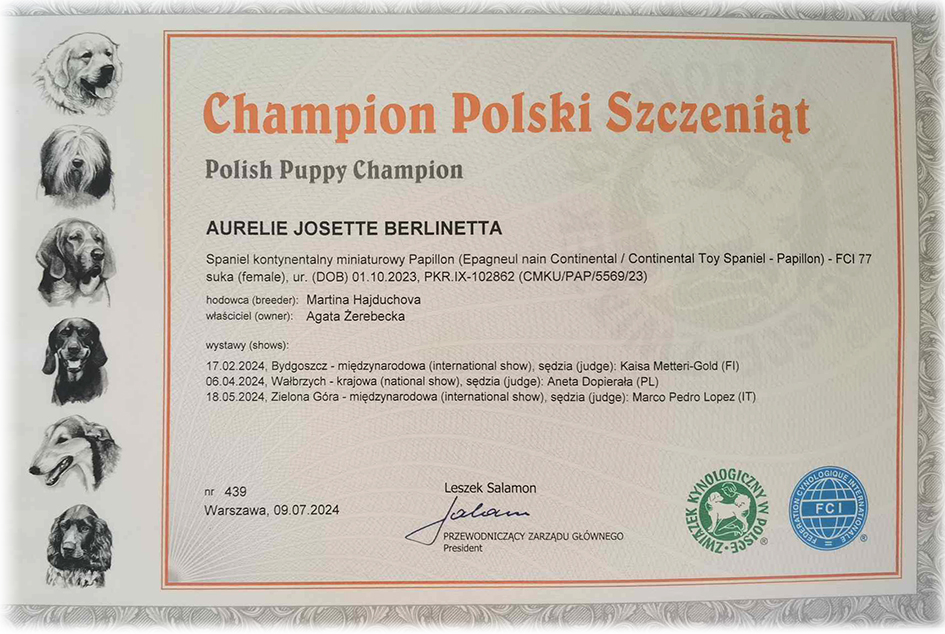 Champion Polski Szczeniąt
Polish Puppy Champion
AURELIE JOSETTE BERLINETTA
Spaniel kontynentalny miniaturowy Papillon (Epagneul nain Continental / Continental Toy Spaniel - Papillon) - FCI 77
suka (female), ur. (DOB) 01.10.2023, PKR.IX-102862 (CMKU/PAP/5569/23)
hodowca (breeder): Martina Hajduchova
właściciel (owner): Agata Żerebecka
wystawy (shows):
17.02.2024, Bydgoszcz - międzynarodowa (international show), sędzia (judge): Kaisa Metteri-Gold (FI)
06.04.2024, Wałbrzych - krajowa (national show), sędzia (judge): Aneta Dopierała (PL)
18.05.2024, Zielona Góra - międzynarodowa (international show), sędzia (judge): Marco Pedro Lopez (IT)
nr 439
Warszawa, 09.07.2024
Leszek Salamon
PRZEWODNICZĄCY ZARZĄDU GŁÓWNEGO
President
ZWIĄZEK KYNOLOGICZNY W POLSCE ®
FEDERATION CYNOLOGIQUE INTERNATIONALE ®
FCI